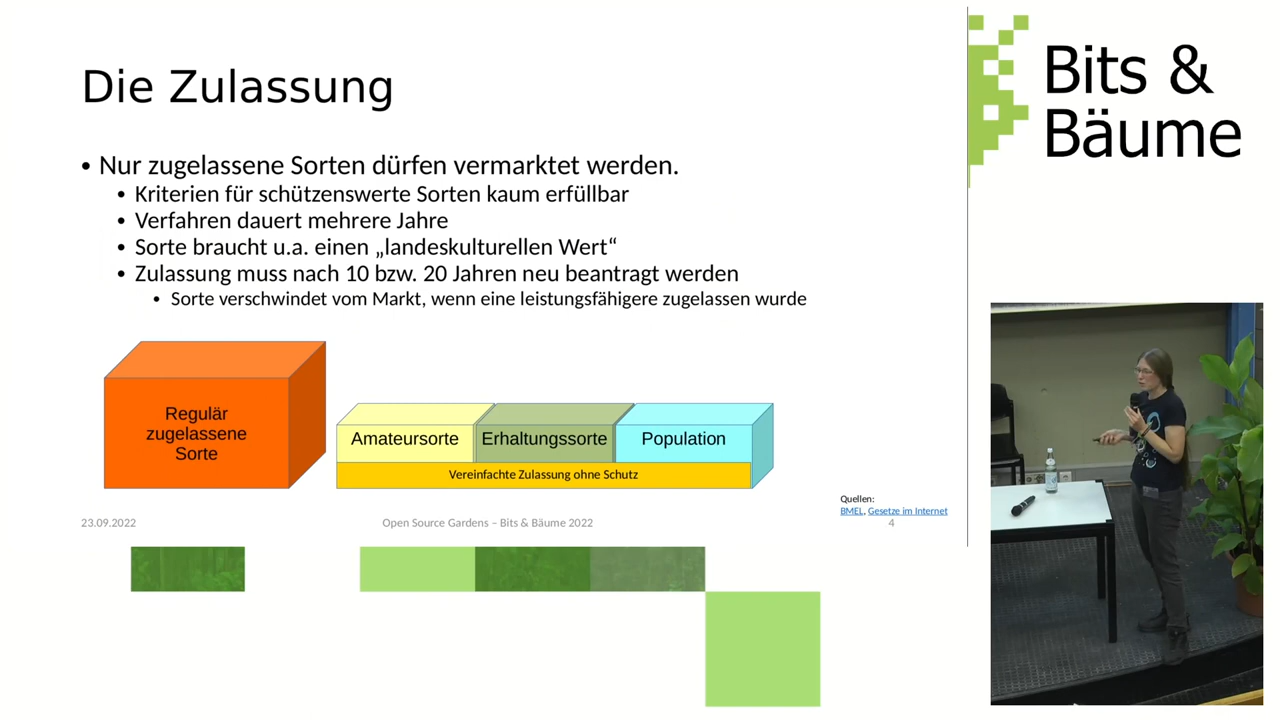 Die Zulassung
• Nur zugelassene Sorten dürfen vermarktet werden.
• Kriterien für schützenswerte Sorten kaum erfüllbar
• Verfahren dauert mehrere Jahre
• Sorte braucht u.a. einen „landeskulturellen Wert“
• Zulassung muss nach 10 bzw. 20 Jahren neu beantragt werden
• Sorte verschwindet vom Markt, wenn eine leistungsfähigere zugelassen wurde
Regulär
zugelassene
Sorte
Amateursorte
Erhaltungssorte
Population
Vereinfachte Zulassung ohne Schutz
Quellen:
BMEL, Gesetze im Internet
23.09.2022
Open Source Gardens – Bits & Bäume 2022
4
Bits &
Bäume